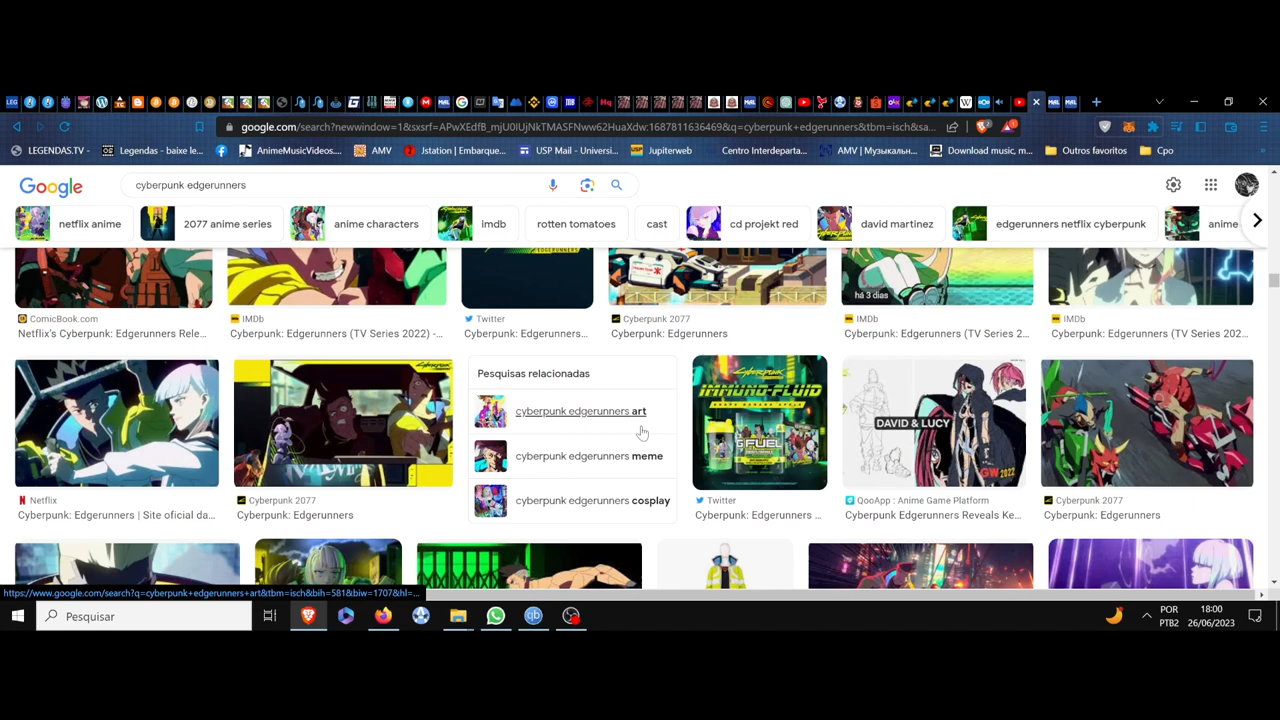 google.com/search?newwindow=1&sxsrf=APwXEdfB_mjU0IUjNkTMASFNww62HuaXdw:1687811636469&q=cyberpunk+edgerunners&tbm=isch&sa...
LEGENDAS.TV - Legendas - baixe le... AnimeMusicVideos.... AMV Jstation | Embarque... USP Mail - Universi... Jupiterweb Centro Interdeparta... AMV | Музыкальн... Download music, m... Outros favoritos Cpo
Google cyberpunk edgerunners
netflix anime 2077 anime series anime characters imdb rotten tomatoes cast cd projekt red david martinez edgerunners netflix cyberpunk anime
há 3 dias
ComicBook.com IMDb Twitter Cyberpunk 2077 IMDb IMDb
Netflix's Cyberpunk: Edgerunners Rele... Cyberpunk: Edgerunners (TV Series 2022) -... Cyberpunk: Edgerunners... Cyberpunk: Edgerunners Cyberpunk: Edgerunners (TV Series 2... Cyberpunk: Edgerunners (TV Series 202...
Pesquisas relacionadas
cyberpunk edgerunners art
cyberpunk edgerunners meme
cyberpunk edgerunners cosplay
IMMUNO-FLUID
G FUEL
DAVID & LUCY
GW 2022
Netflix Cyberpunk 2077 Twitter QooApp : Anime Game Platform Cyberpunk 2077
Cyberpunk: Edgerunners | Site oficial da... Cyberpunk: Edgerunners Cyberpunk: Edgerunners ... Cyberpunk Edgerunners Reveals Ke... Cyberpunk: Edgerunners
https://www.google.com/search?q=cyberpunk+edgerunners+art&tbm=isch&bih=581&biw=1707&hl=...
Pesquisar
POR 18:00
PTB2 26/06/2023